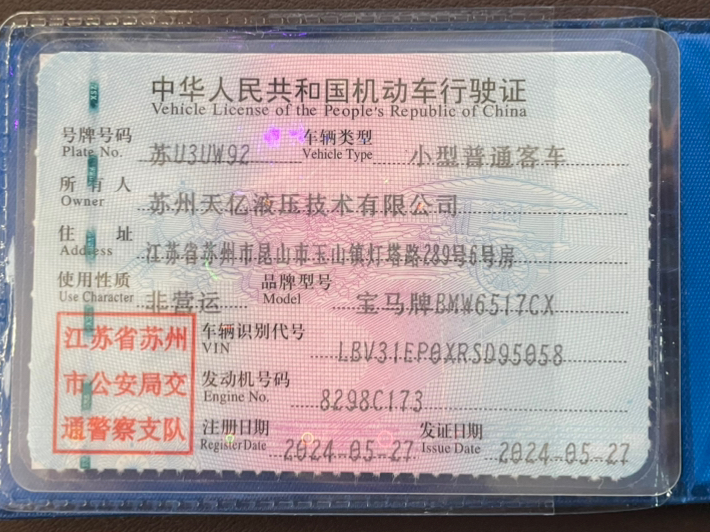 中华人民共和国机动车行驶证
Vehicle License of the People's Republic of China
号牌号码 苏U3UW92 车辆类型 小型普通客车
Plate No. Vehicle Type
所有人 苏州天亿液压技术有限公司
Owner
住址 江苏省苏州市昆山市玉山镇灯塔路289号6号房
Address
使用性质 非营运 品牌型号 宝马牌BMW6517CX
Use Character Model
江苏省苏州
市公安局交
通警察支队
车辆识别代号 LBV31EP0XRSD95058
VIN
发动机号码 8298C173
Engine No.
注册日期 2024-05-27 发证日期 2024-05-27
Register Date Issue Date